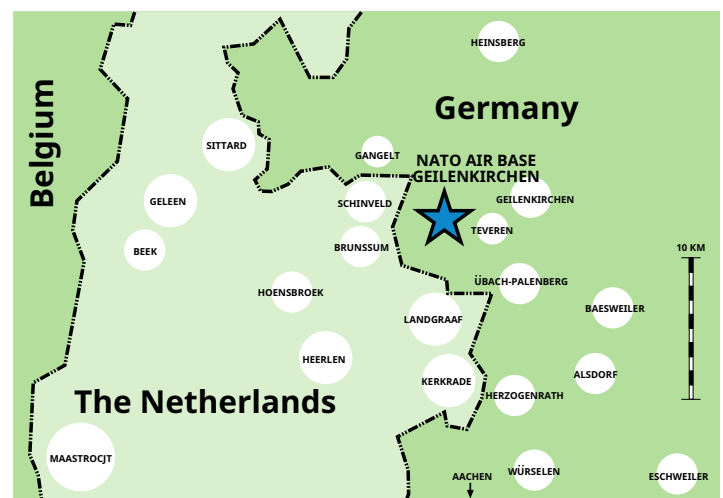 HEINSBERG
Belgium
Germany
SITTARD
GANGELT
NATO AIR BASE
GEILENKIRCHEN
GELEEN
SCHINVELD
GEILENKIRCHEN
TEVEREN
BEEK
BRUNSSUM
10 KM
HOENSBROEK
ÜBACH-PALENBERG
BAESWEILER
LANDGRAAF
HEERLEN
KERKRADE
ALSDORF
The Netherlands
HERZOGENRATH
MAASTROCJT
AACHEN
WÜRSELEN
ESCHWEILER